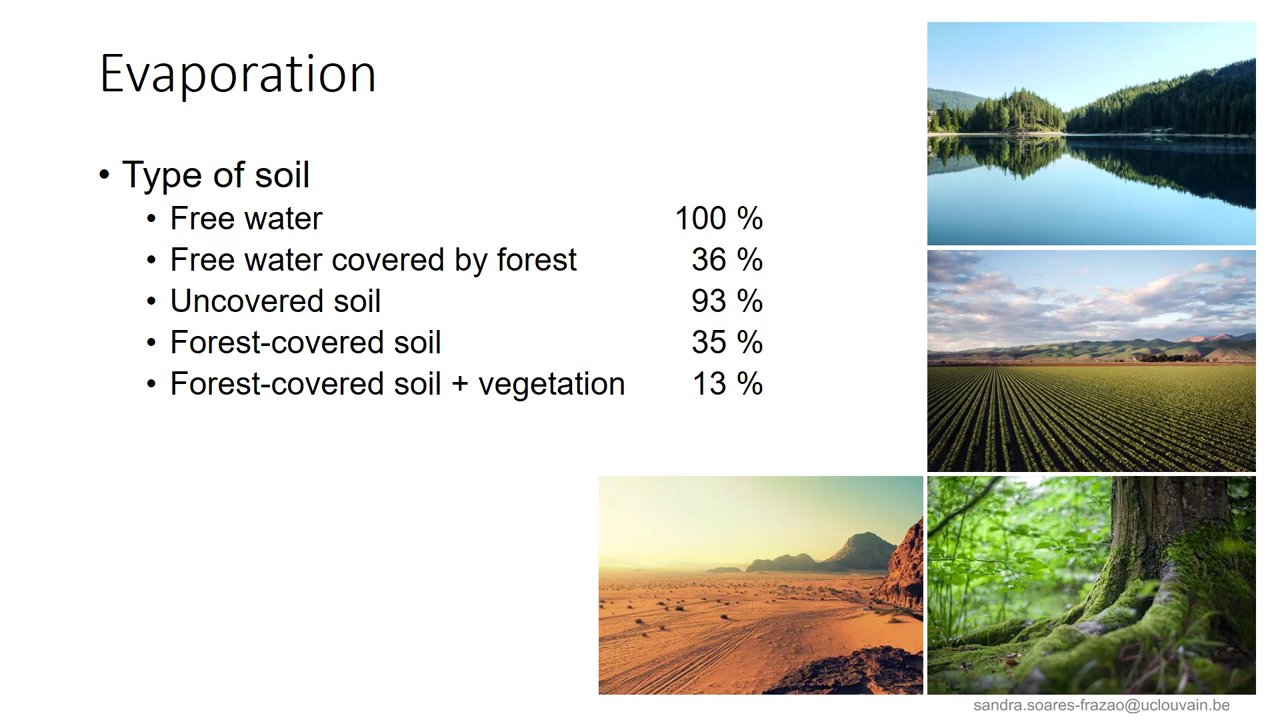 Evaporation
• Type of soil
• Free water 100 %
• Free water covered by forest 36 %
• Uncovered soil 93 %
• Forest-covered soil 35 %
• Forest-covered soil + vegetation 13 %
sandra.soares-frazao@uclouvain.be